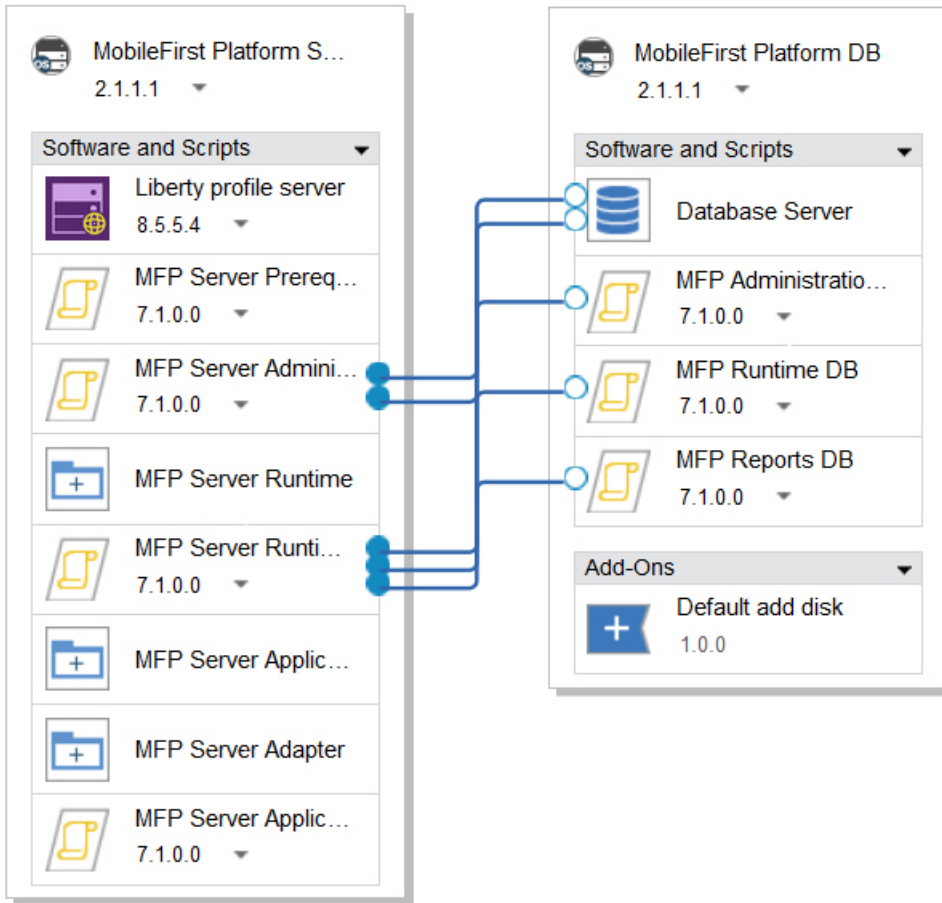 MobileFirst Platform S...
2.1.1.1
Software and Scripts
Liberty profile server
8.5.5.4
MFP Server Prereq...
7.1.0.0
MFP Server Admini...
7.1.0.0
MFP Server Runtime
MFP Server Runti...
7.1.0.0
MFP Server Applic...
MFP Server Adapter
MFP Server Applic...
7.1.0.0
MobileFirst Platform DB
2.1.1.1
Software and Scripts
Database Server
MFP Administratio...
7.1.0.0
MFP Runtime DB
7.1.0.0
MFP Reports DB
7.1.0.0
Add-Ons
Default add disk
1.0.0